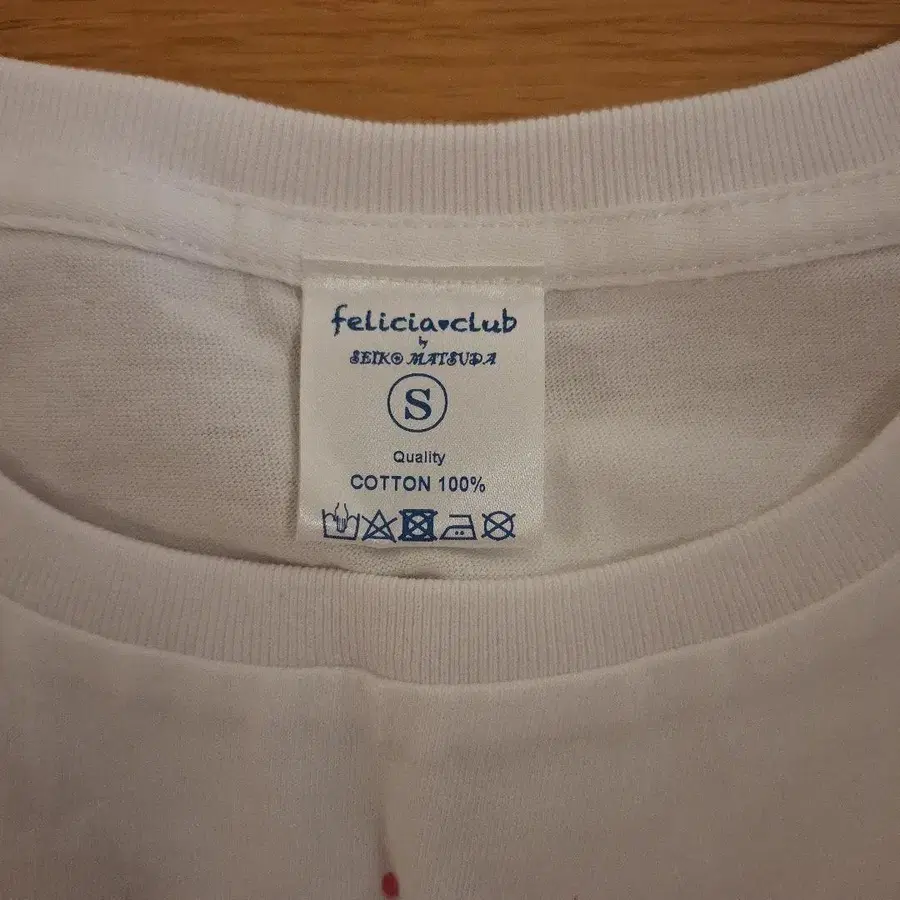 felicia♥club
by
SEIKO MATSUDA
S
Quality
COTTON 100%